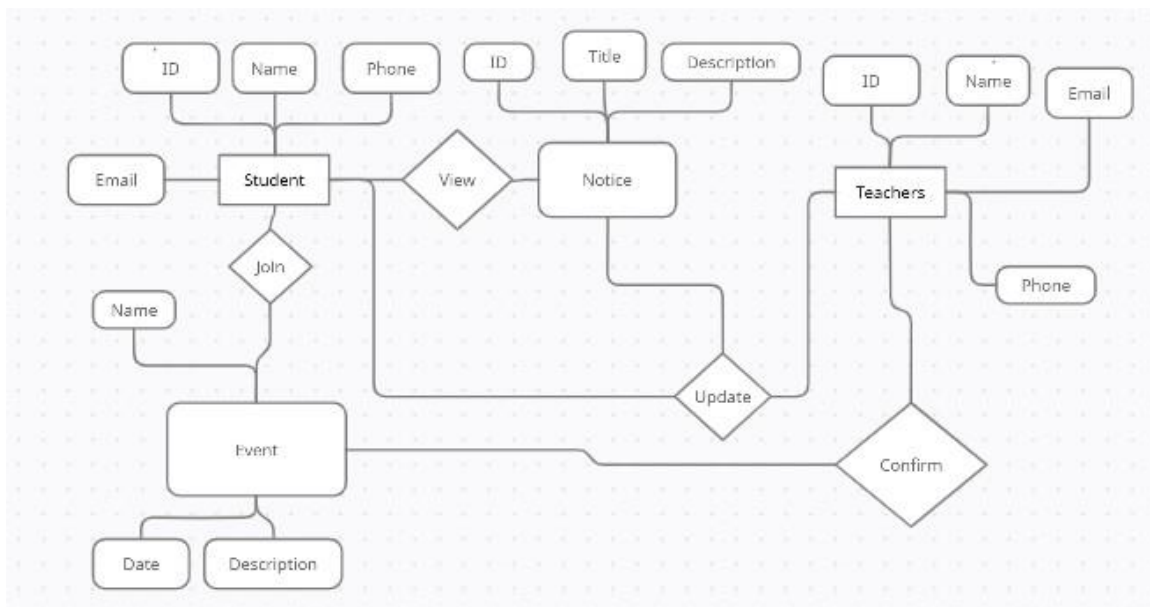 ID
Name
Phone
ID
Title
Description
ID
Name
Email
Email
Student
View
Notice
Teachers
Join
Phone
Name
Update
Event
Confirm
Date
Description